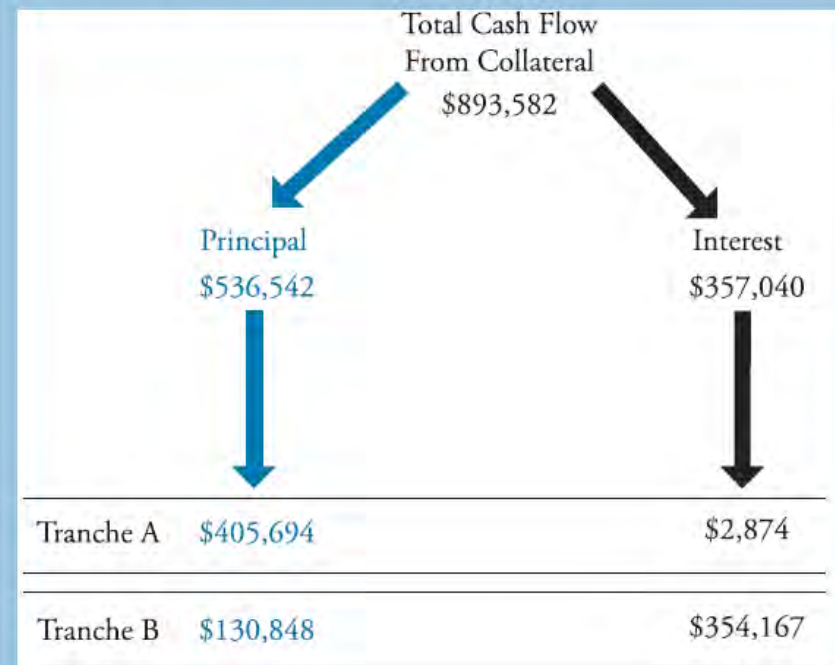 Total Cash Flow
From Collateral
$893,582
Principal Interest
$536,542 $357,040
Tranche A $405,694 $2,874
Tranche B $130,848 $354,167